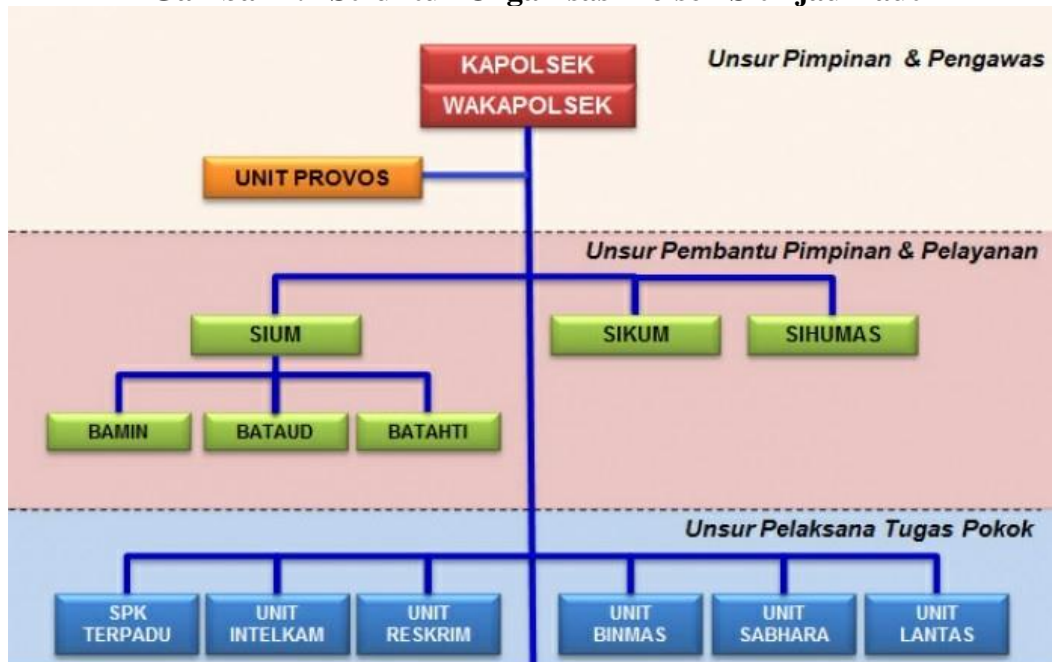 KAPOLSEK
Unsur Pimpinan & Pengawas
WAKAPOLSEK
UNIT PROVOS
Unsur Pembantu Pimpinan & Pelayanan
SIUM
SIKUM
SIHUMAS
BAMIN
BATAUD
BATAHTI
Unsur Pelaksana Tugas Pokok
SPK
TERPADU
UNIT
INTELKAM
UNIT
RESKRIM
UNIT
BINMAS
UNIT
SABHARA
UNIT
LANTAS